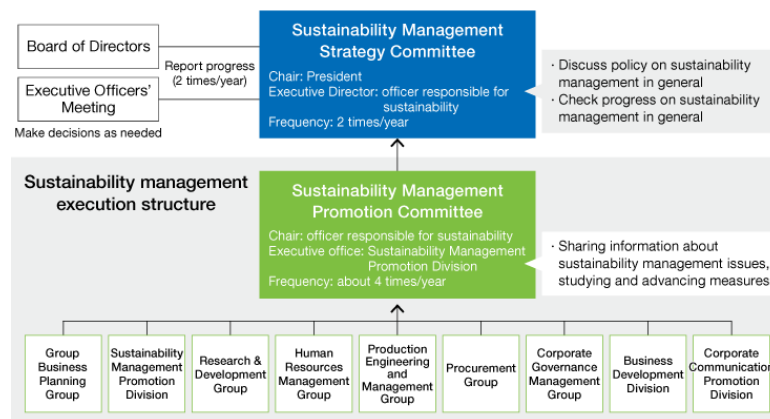 Board of Directors
Executive Officers'
Meeting
Make decisions as needed
Report progress
(2 times/year)
Sustainability Management
Strategy Committee
Chair: President
Executive Director: officer responsible for
sustainability
Frequency: 2 times/year
· Discuss policy on sustainability
management in general
· Check progress on sustainability
management in general
Sustainability management
execution structure
Sustainability Management
Promotion Committee
Chair: officer responsible for sustainability
Executive office: Sustainability Management
Promotion Division
Frequency: about 4 times/year
· Sharing information about
sustainability management issues,
studying and advancing measures
Group
Business
Planning
Group
Sustainability
Management
Promotion
Division
Research &
Development
Group
Human
Resources
Management
Group
Production
Engineering
and
Management
Group
Procurement
Group
Corporate
Governance
Management
Group
Business
Development
Division
Corporate
Communication
Promotion
Division